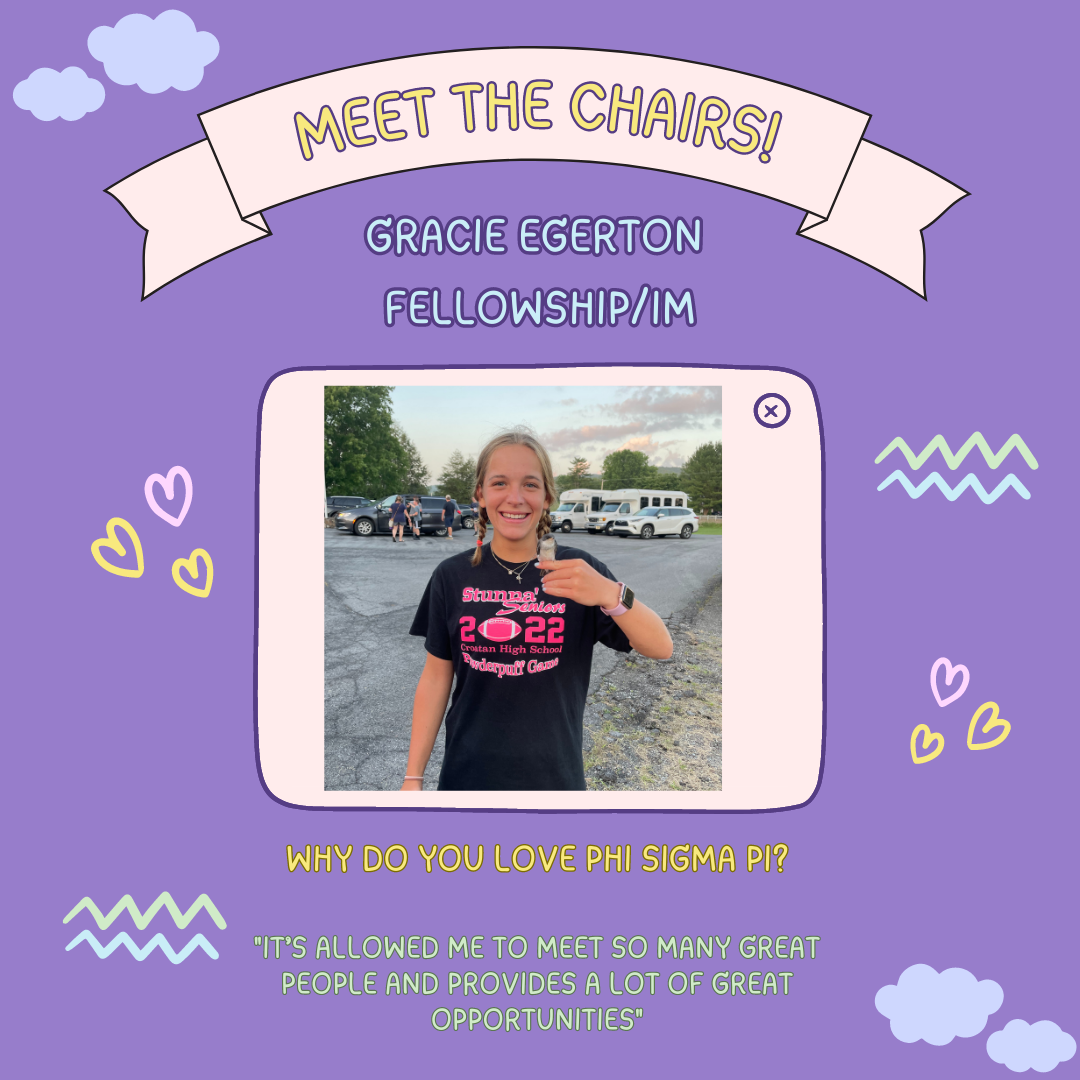 MEET THE CHAIRS!
GRACIE EGERTON
FELLOWSHIP/IM
Stunna'
Seniors
2022
Croatan High School
Powderpuff Game
WHY DO YOU LOVE PHI SIGMA PI?
"IT'S ALLOWED ME TO MEET SO MANY GREAT
PEOPLE AND PROVIDES A LOT OF GREAT
OPPORTUNITIES"